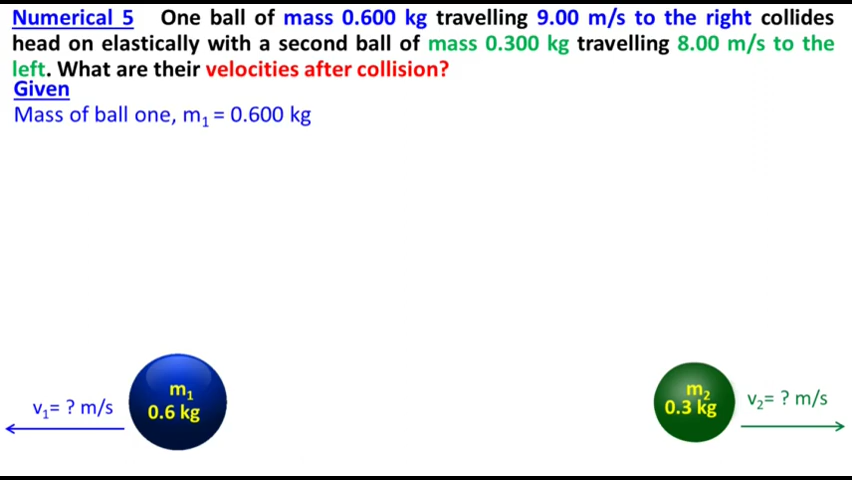 Numerical 5 One ball of mass 0.600 kg travelling 9.00 m/s to the right collides
head on elastically with a second ball of mass 0.300 kg travelling 8.00 m/s to the
left. What are their velocities after collision?
Given
Mass of ball one, m₁ = 0.600 kg
v₁= ? m/s
m₁
0.6 kg
m₂
0.3 kg
v₂= ? m/s